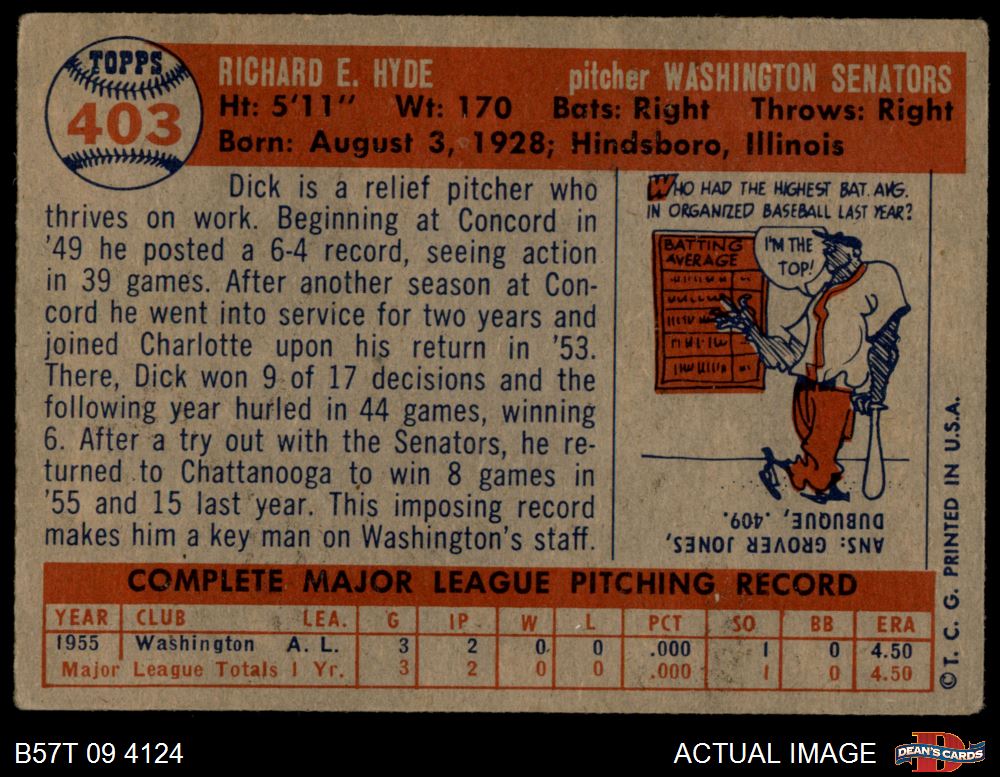 TOPPS
403
RICHARD E. HYDE pitcher WASHINGTON SENATORS
Ht: 5'11" Wt: 170 Bats: Right Throws: Right
Born: August 3, 1928; Hindsboro, Illinois
Dick is a relief pitcher who
thrives on work. Beginning at Concord in
'49 he posted a 6-4 record, seeing action
in 39 games. After another season at Con-
cord he went into service for two years and
joined Charlotte upon his return in '53.
There, Dick won 9 of 17 decisions and the
following year hurled in 44 games, winning
6. After a try out with the Senators, he re-
turned to Chattanooga to win 8 games in
'55 and 15 last year. This imposing record
makes him a key man on Washington's staff.
WHO HAD THE HIGHEST BAT. AVG.
IN ORGANIZED BASEBALL LAST YEAR?
BATTING
AVERAGE
I'M THE
TOP!
ANS: GROVER JONES,
DUBUQUE, .409.
© T. C. G. PRINTED IN U.S.A.
COMPLETE MAJOR LEAGUE PITCHING RECORD
YEAR CLUB LEA. G IP W L PCT SO BB ERA
1955 Washington A. L. 3 2 0 0 .000 1 0 4.50
Major League Totals 1 Yr. 3 2 0 0 .000 1 0 4.50
B57T 09 4124
ACTUAL IMAGE
D
DEAN'S CARDS